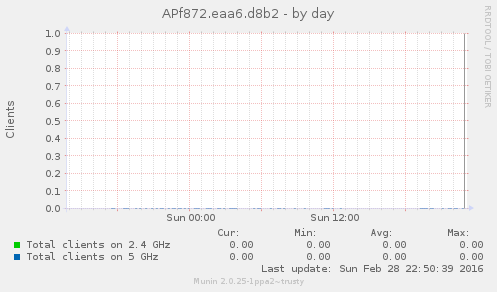 APf872.eaa6.d8b2 - by day
RRDTOOL / TOBI OETIKER
Clients
1.0
0.9
0.8
0.7
0.6
0.5
0.4
0.3
0.2
0.1
0.0
Sun 00:00 Sun 12:00
Cur: Min: Avg: Max:
Total clients on 2.4 GHz 0.00 0.00 0.00 0.00
Total clients on 5 GHz 0.00 0.00 0.00 0.00
Last update: Sun Feb 28 22:50:39 2016
Munin 2.0.25-1ppa2~trusty